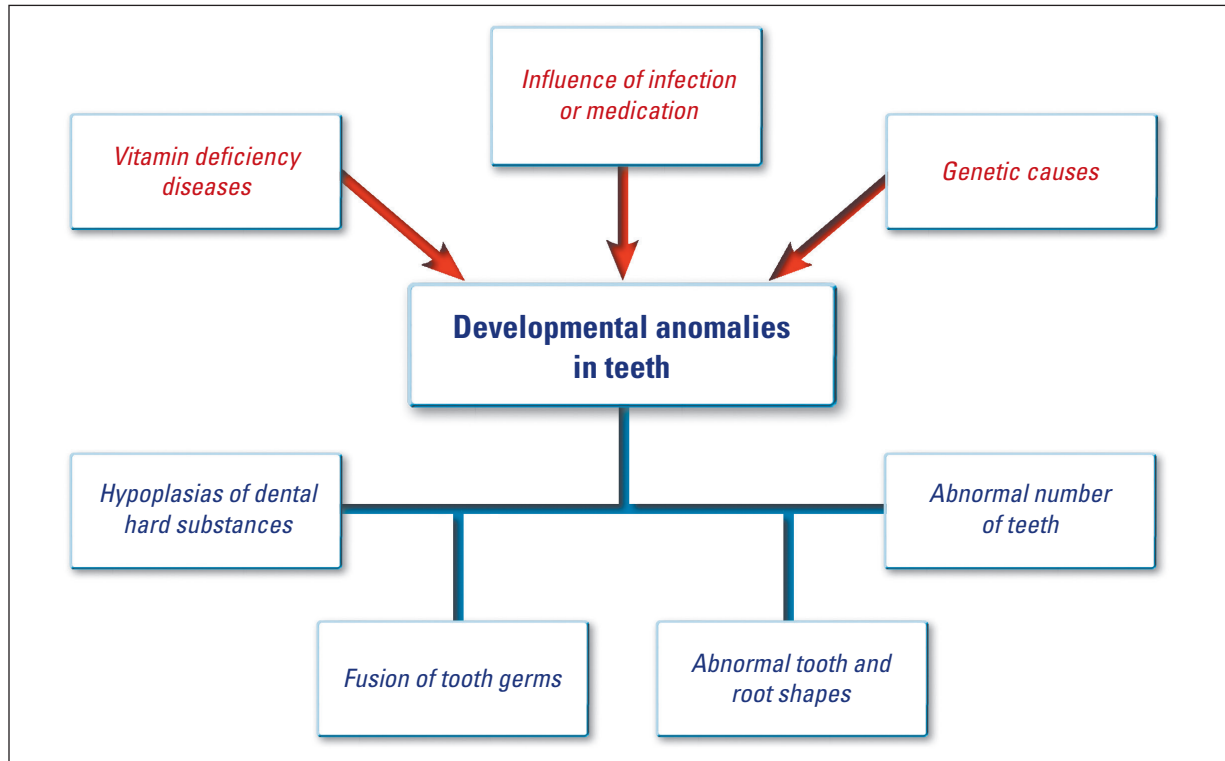 Influence of infection
or medication
Vitamin deficiency
diseases
Genetic causes
Developmental anomalies
in teeth
Hypoplasias of dental
hard substances
Abnormal number
of teeth
Fusion of tooth germs
Abnormal tooth and
root shapes